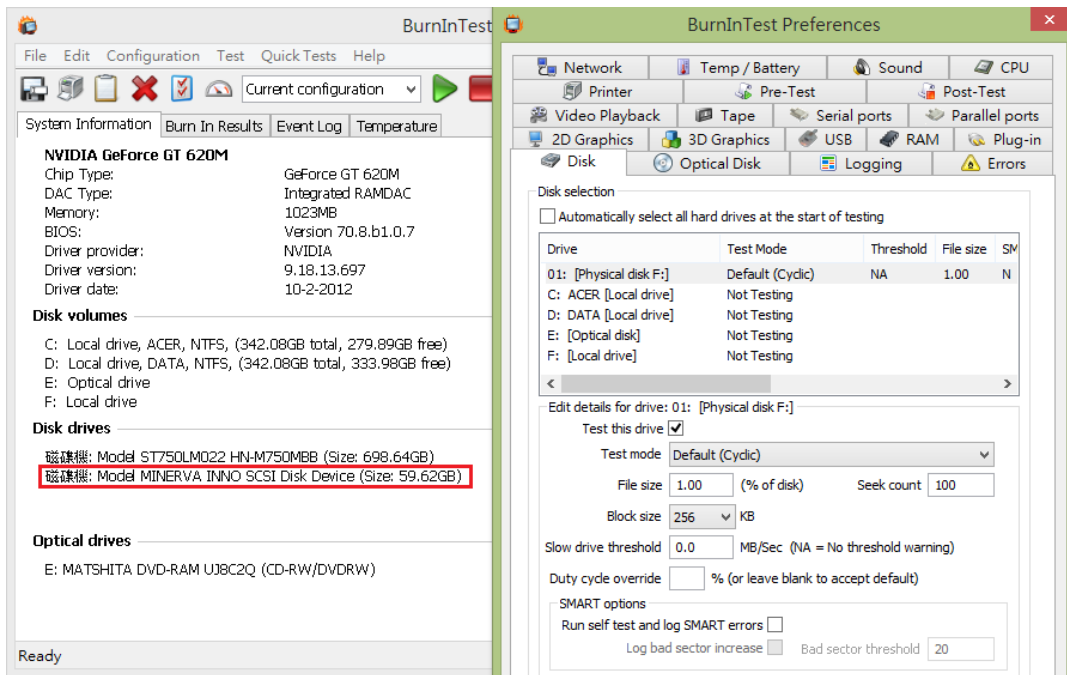 BurnInTest
File Edit Configuration Test Quick Tests Help
Current configuration
System Information Burn In Results Event Log Temperature
NVIDIA GeForce GT 620M
Chip Type: GeForce GT 620M
DAC Type: Integrated RAMDAC
Memory: 1023MB
BIOS: Version 70.8.b1.0.7
Driver provider: NVIDIA
Driver version: 9.18.13.697
Driver date: 10-2-2012
Disk volumes
C: Local drive, ACER, NTFS, (342.08GB total, 279.89GB free)
D: Local drive, DATA, NTFS, (342.08GB total, 333.98GB free)
E: Optical drive
F: Local drive
Disk drives
磁碟機: Model ST750LM022 HN-M750MBB (Size: 698.64GB)
磁碟機: Model MINERVA INNO SCSI Disk Device (Size: 59.62GB)
Optical drives
E: MATSHITA DVD-RAM UJ8C2Q (CD-RW/DVDRW)
Ready
BurnInTest Preferences
Network Temp / Battery Sound CPU
Printer Pre-Test Post-Test
Video Playback Tape Serial ports Parallel ports
2D Graphics 3D Graphics USB RAM Plug-in
Disk Optical Disk Logging Errors
Disk selection
Automatically select all hard drives at the start of testing
Drive Test Mode Threshold File size SM
01: [Physical disk F:] Default (Cyclic) NA 1.00 N
C: ACER [Local drive] Not Testing
D: DATA [Local drive] Not Testing
E: [Optical disk] Not Testing
F: [Local drive] Not Testing
Edit details for drive: 01: [Physical disk F:]
Test this drive
Test mode Default (Cyclic)
File size 1.00 (% of disk) Seek count 100
Block size 256 KB
Slow drive threshold 0.0 MB/Sec (NA = No threshold warning)
Duty cycle override % (or leave blank to accept default)
SMART options
Run self test and log SMART errors
Log bad sector increase Bad sector threshold 20